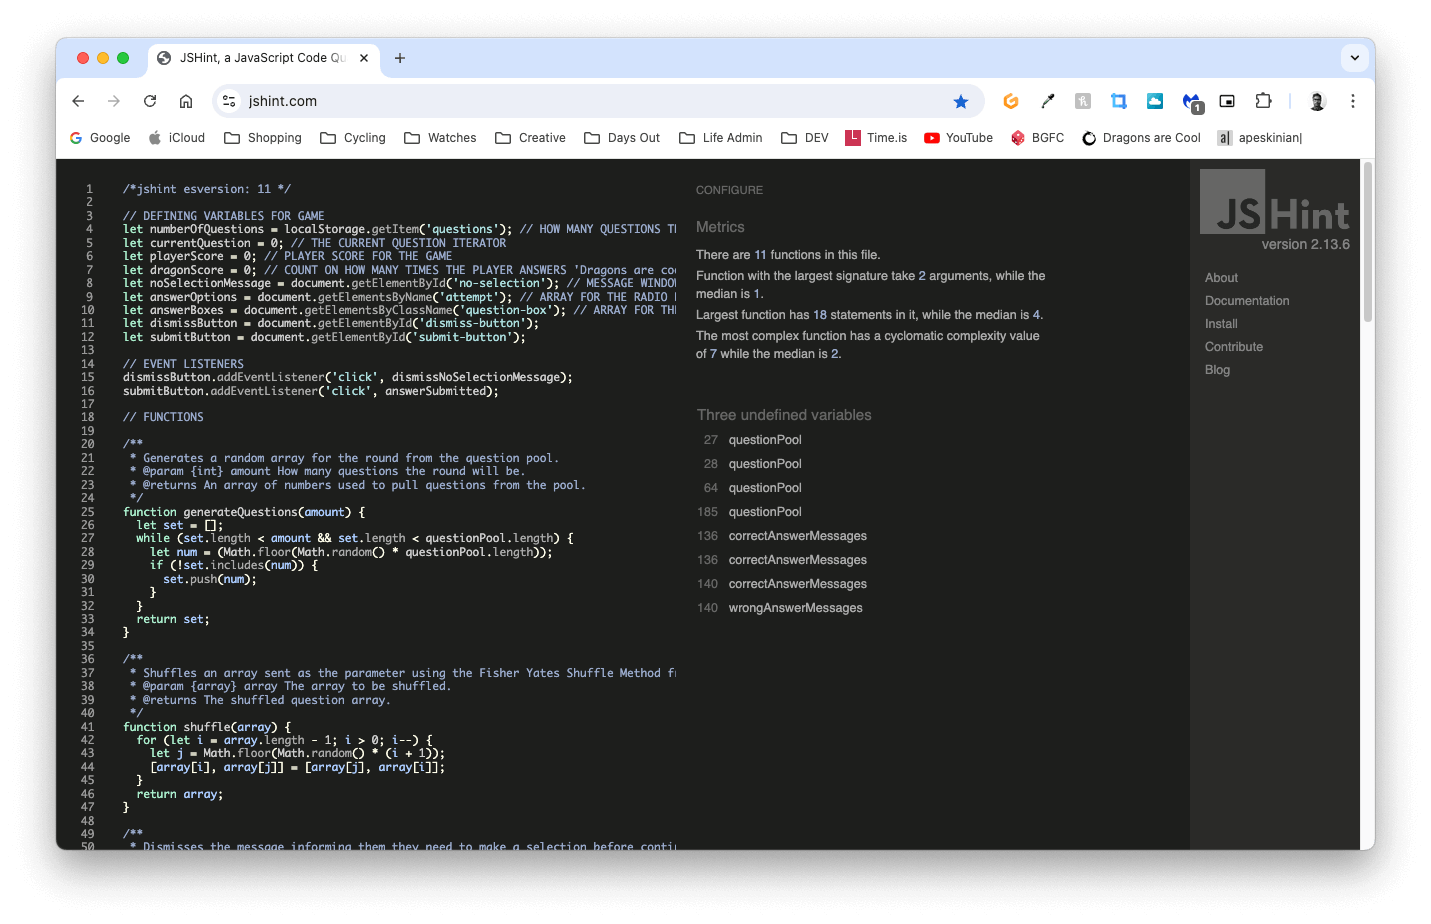 JSHint, a JavaScript Code Qu
jshint.com
1
Google iCloud Shopping Cycling Watches Creative Days Out Life Admin DEV Time.is YouTube BGFC Dragons are Cool apeskinian|
1 /*jshint esversion: 11 */
2
3 // DEFINING VARIABLES FOR GAME
4 let numberOfQuestions = localStorage.getItem('questions'); // HOW MANY QUESTIONS
5 let currentQuestion = 0; // THE CURRENT QUESTION ITERATOR
6 let playerScore = 0; // PLAYER SCORE FOR THE GAME
7 let dragonScore = 0; // COUNT ON HOW MANY TIMES THE PLAYER ANSWERS 'Dragons are
8 let noSelectionMessage = document.getElementById('no-selection'); // MESSAGE
9 let answerOptions = document.getElementsByName('attempt'); // ARRAY FOR THE RADIO
10 let answerBoxes = document.getElementsByClassName('question-box'); // ARRAY FOR
11 let dismissButton = document.getElementById('dismiss-button');
12 let submitButton = document.getElementById('submit-button');
13
14 // EVENT LISTENERS
15 dismissButton.addEventListener('click', dismissNoSelectionMessage);
16 submitButton.addEventListener('click', answerSubmitted);
17
18 // FUNCTIONS
19
20 /**
21 * Generates a random array for the round from the question pool.
22 * @param {int} amount How many questions the round will be.
23 * @returns An array of numbers used to pull questions from the pool.
24 */
25 function generateQuestions(amount) {
26 let set = [];
27 while (set.length < amount && set.length < questionPool.length) {
28 let num = (Math.floor(Math.random() * questionPool.length));
29 if (!set.includes(num)) {
30 set.push(num);
31 }
32 }
33 return set;
34 }
35
36 /**
37 * Shuffles an array sent as the parameter using the Fisher Yates Shuffle Method
38 * @param {array} array The array to be shuffled.
39 * @returns The shuffled question array.
40 */
41 function shuffle(array) {
42 for (let i = array.length - 1; i > 0; i--) {
43 let j = Math.floor(Math.random() * (i + 1));
44 [array[i], array[j]] = [array[j], array[i]];
45 }
46 return array;
47 }
48
49 /**
50 * Dismisses the message informing them they need to make a selection before
CONFIGURE
Metrics
There are 11 functions in this file.
Function with the largest signature take 2 arguments, while the
median is 1.
Largest function has 18 statements in it, while the median is 4.
The most complex function has a cyclomatic complexity value
of 7 while the median is 2.
Three undefined variables
27 questionPool
28 questionPool
64 questionPool
185 questionPool
136 correctAnswerMessages
136 correctAnswerMessages
140 correctAnswerMessages
140 wrongAnswerMessages
JSHint
version 2.13.6
About
Documentation
Install
Contribute
Blog